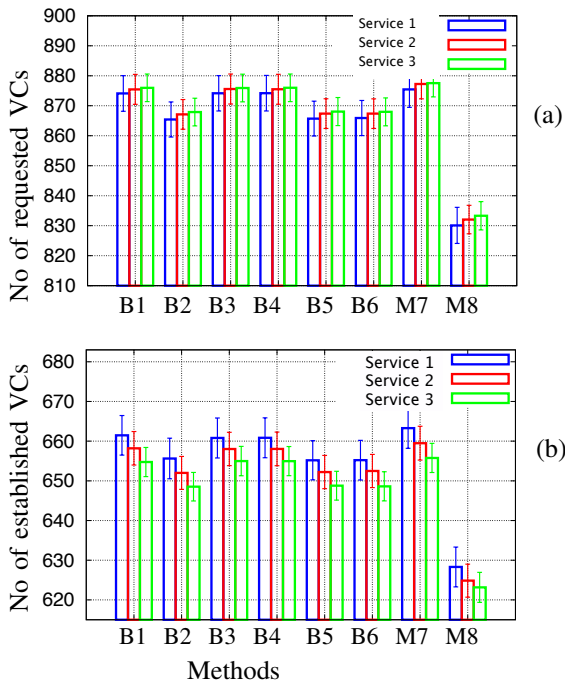 900
890
880
870
860
850
840
830
820
810
No of requested VCs
Service 1
Service 2
Service 3
(a)
B1 B2 B3 B4 B5 B6 M7 M8
680
670
660
650
640
630
620
No of established VCs
Service 1
Service 2
Service 3
(b)
B1 B2 B3 B4 B5 B6 M7 M8
Methods